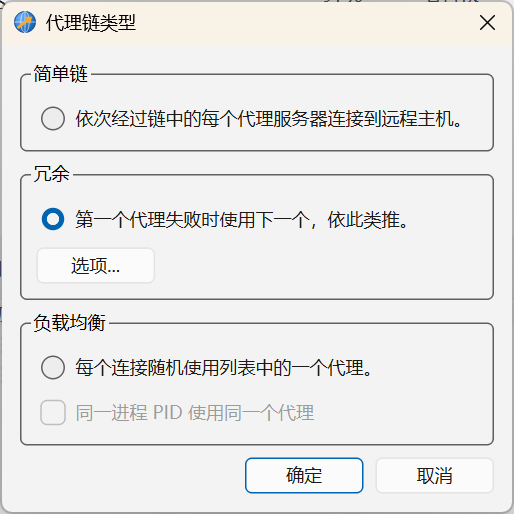 代理链类型
简单链
依次经过链中的每个代理服务器连接到远程主机。
冗余
第一个代理失败时使用下一个，依此类推。
选项...
负载均衡
每个连接随机使用列表中的一个代理。
同一进程 PID 使用同一个代理
确定
取消